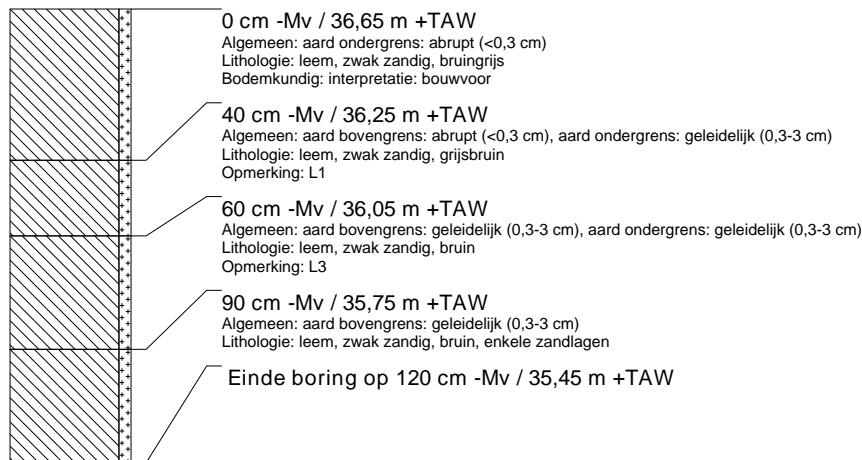 0 cm -Mv / 36,65 m +TAW
Algemeen: aard ondergrens: abrupt (<0,3 cm)
Lithologie: leem, zwak zandig, bruingrijs
Bodemkundig: interpretatie: bouwvoor
40 cm -Mv / 36,25 m +TAW
Algemeen: aard bovengrens: abrupt (<0,3 cm), aard ondergrens: geleidelijk (0,3-3 cm)
Lithologie: leem, zwak zandig, grijsbruin
Opmerking: L1
60 cm -Mv / 36,05 m +TAW
Algemeen: aard bovengrens: geleidelijk (0,3-3 cm), aard ondergrens: geleidelijk (0,3-3 cm)
Lithologie: leem, zwak zandig, bruin
Opmerking: L3
90 cm -Mv / 35,75 m +TAW
Algemeen: aard bovengrens: geleidelijk (0,3-3 cm)
Lithologie: leem, zwak zandig, bruin, enkele zandlagen
Einde boring op 120 cm -Mv / 35,45 m +TAW